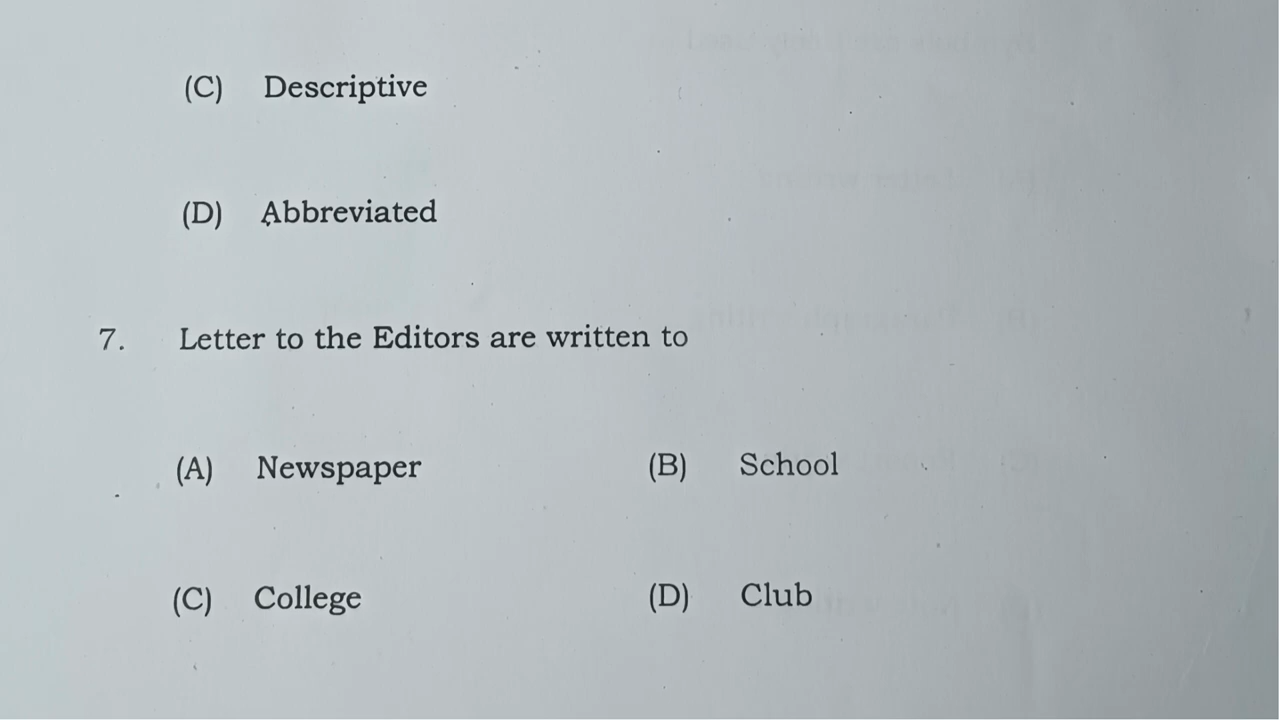 (C) Descriptive
(D) Abbreviated
7. Letter to the Editors are written to
(A) Newspaper (B) School
(C) College (D) Club